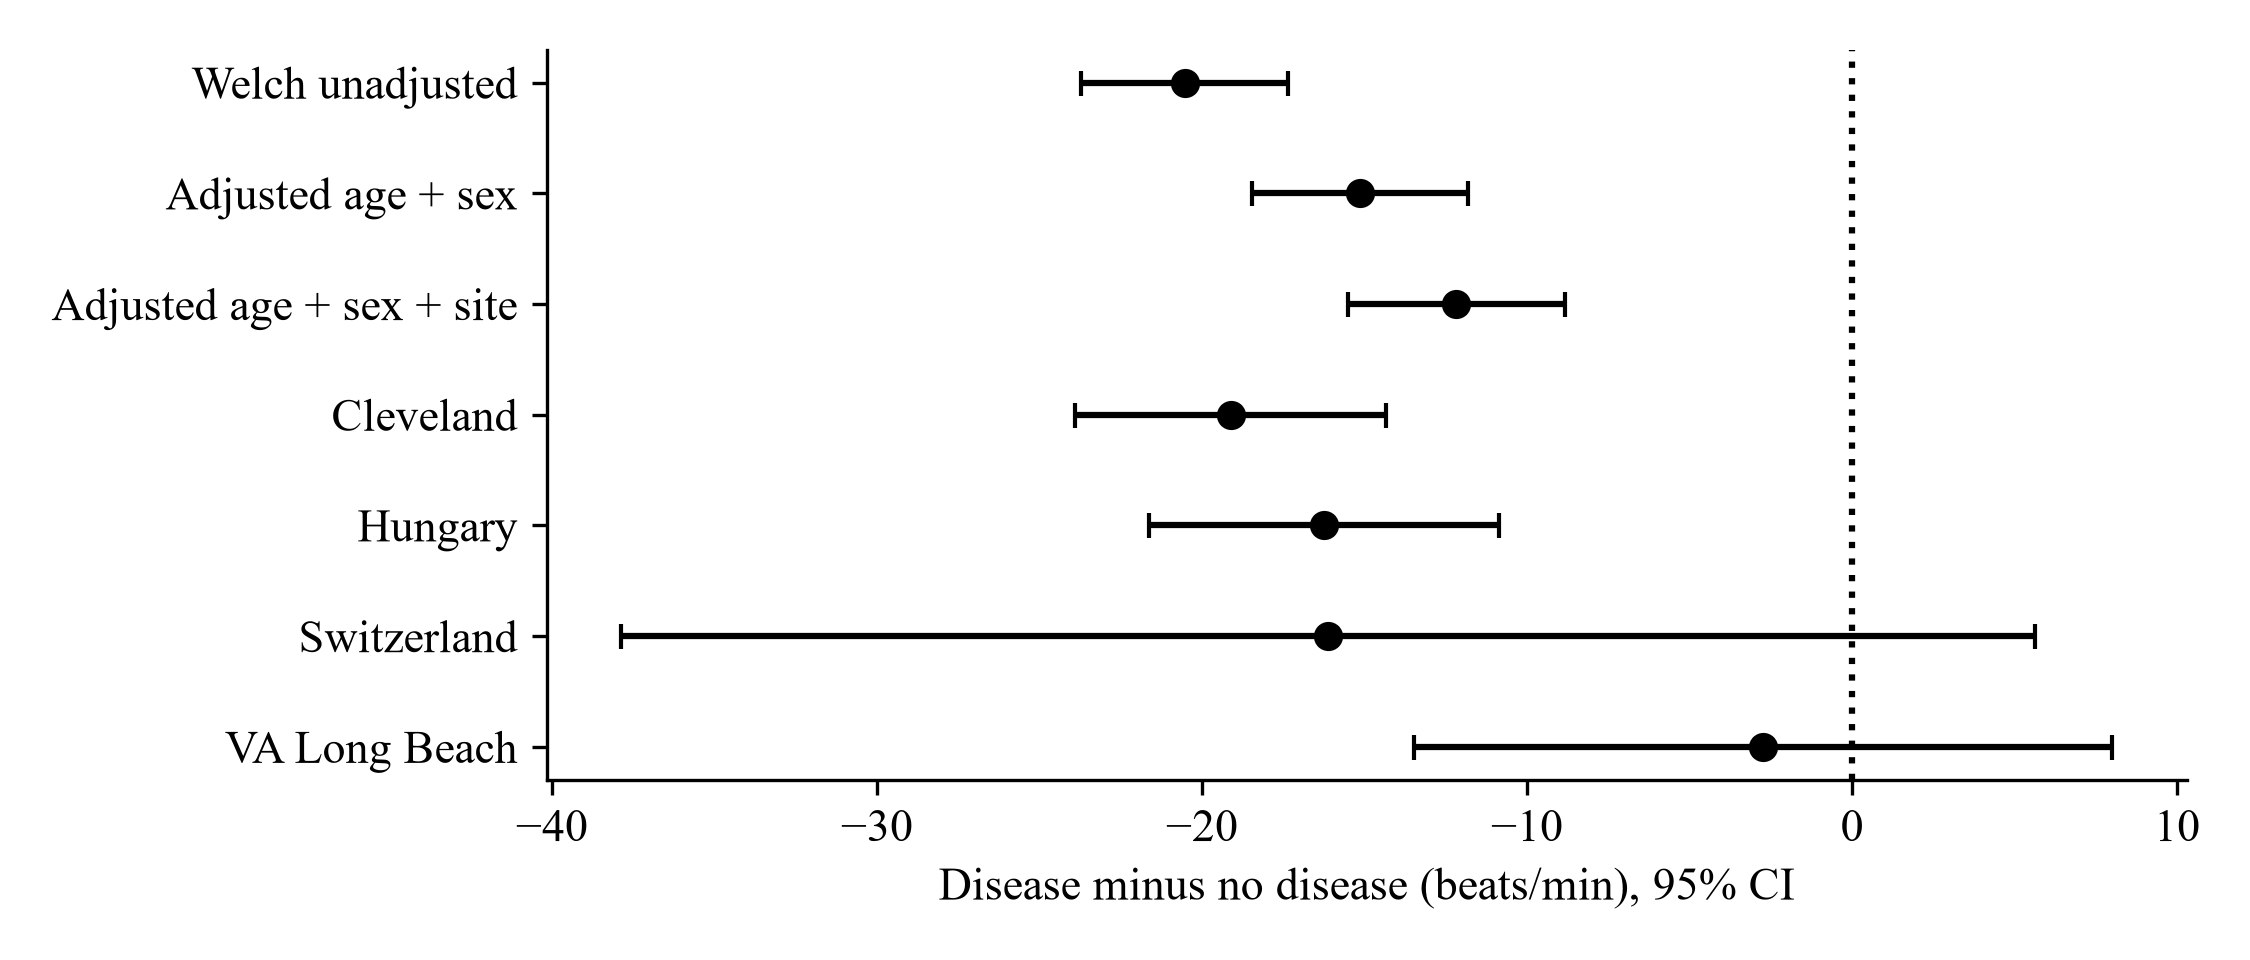 Welch unadjusted
Adjusted age + sex
Adjusted age + sex + site
Cleveland
Hungary
Switzerland
VA Long Beach
−40 −30 −20 −10 0 10
Disease minus no disease (beats/min), 95% CI